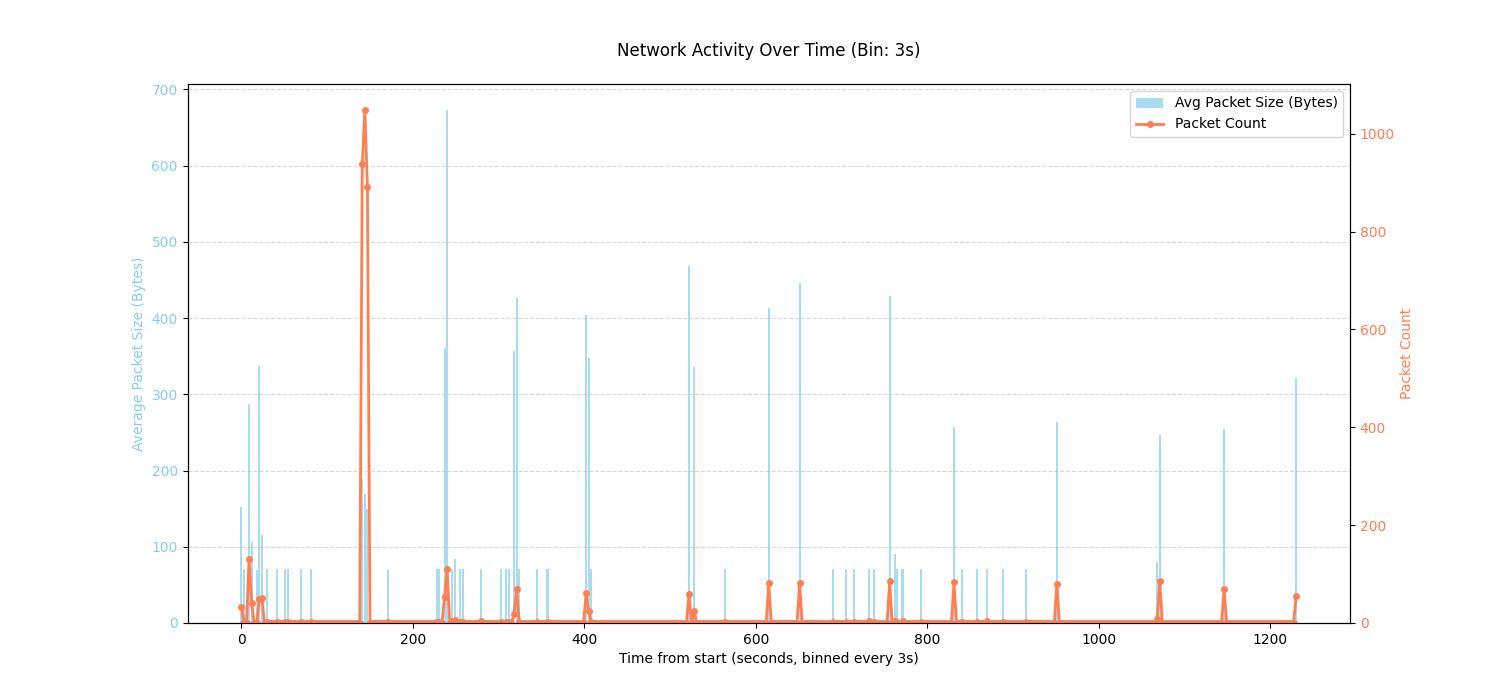 Network Activity Over Time (Bin: 3s)
Avg Packet Size (Bytes)
Packet Count
Average Packet Size (Bytes)
700
600
500
400
300
200
100
0
1000
800
600
400
200
0
Packet Count
0 200 400 600 800 1000 1200
Time from start (seconds, binned every 3s)